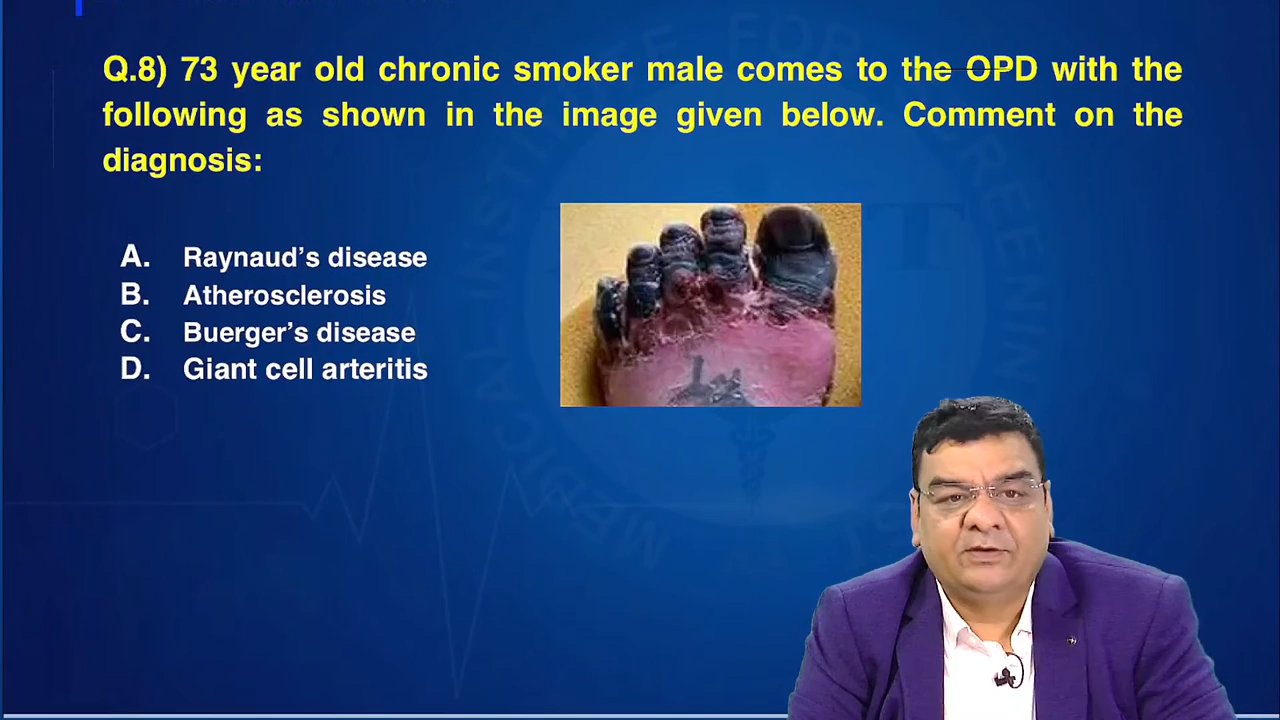 Q.8) 73 year old chronic smoker male comes to the OPD with the
following as shown in the image given below. Comment on the
diagnosis:
A. Raynaud's disease
B. Atherosclerosis
C. Buerger's disease
D. Giant cell arteritis